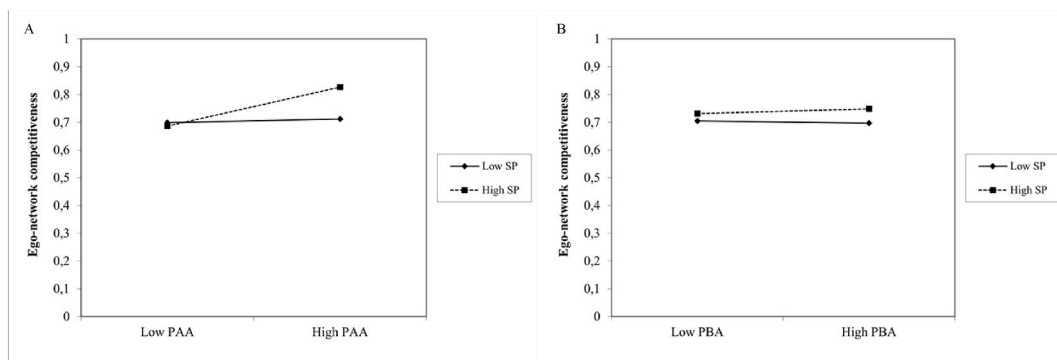 A
Ego-network competitiveness
1
0,9
0,8
0,7
0,6
0,5
0,4
0,3
0,2
0,1
0
Low PAA
High PAA
Low SP
High SP
B
Ego-network competitiveness
1
0,9
0,8
0,7
0,6
0,5
0,4
0,3
0,2
0,1
0
Low PBA
High PBA
Low SP
High SP